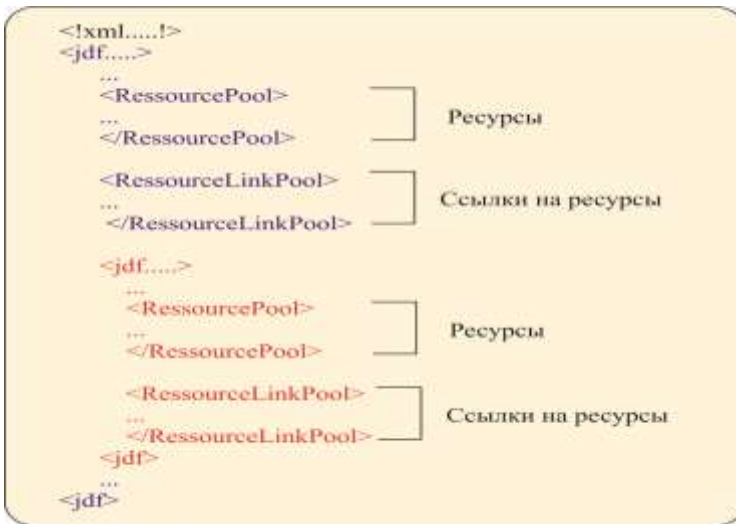 <!xml.....!>
<jdf.....>
...
<RessourcePool>
...
</RessourcePool>
Ресурсы
<RessourceLinkPool>
...
</RessourceLinkPool>
Ссылки на ресурсы
<jdf.....>
...
<RessourcePool>
...
</RessourcePool>
Ресурсы
<RessourceLinkPool>
...
</RessourceLinkPool>
Ссылки на ресурсы
<jdf>
...
<jdf>